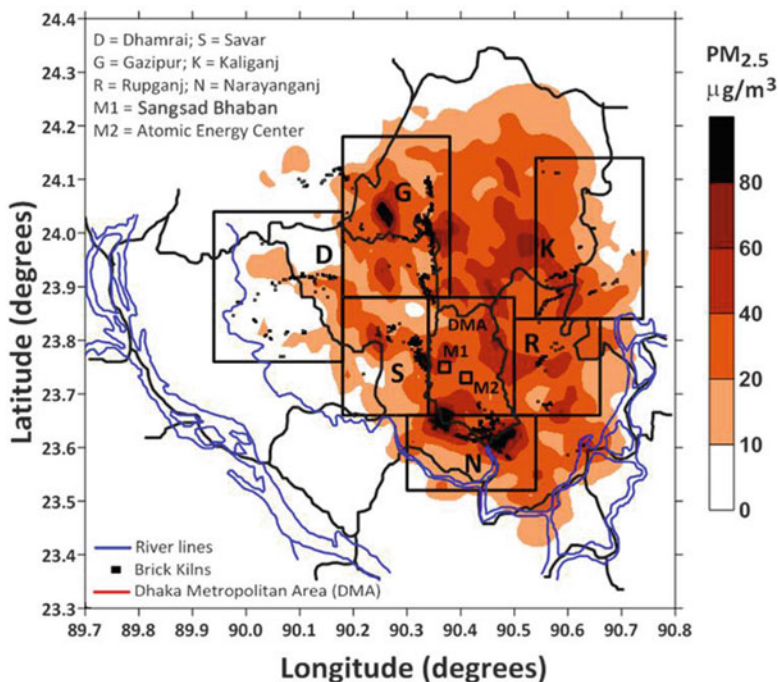 D = Dhamrai; S = Savar
G = Gazipur; K = Kaliganj
R = Rupganj; N = Narayanganj
M1 = Sangsad Bhaban
M2 = Atomic Energy Center
PM2.5
μg/m³
80
60
40
20
10
0
24.4
24.3
24.2
24.1
24.0
23.9
23.8
23.7
23.6
23.5
23.4
23.3
Latitude (degrees)
G
D
K
DMA
M1
R
S
M2
N
River lines
Brick Kilns
Dhaka Metropolitan Area (DMA)
89.7 89.8 89.9 90.0 90.1 90.2 90.3 90.4 90.5 90.6 90.7 90.8
Longitude (degrees)